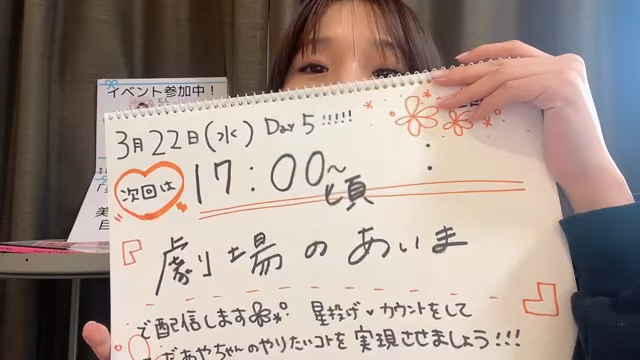 イベント参加中！
3月22日(水) Day 5 !!!!!
次回は 17:00~頃
劇場のあいま
で配信します 星投げ♥カウントをして
あやちゃんのやりたいコトを実現させましょう!!!